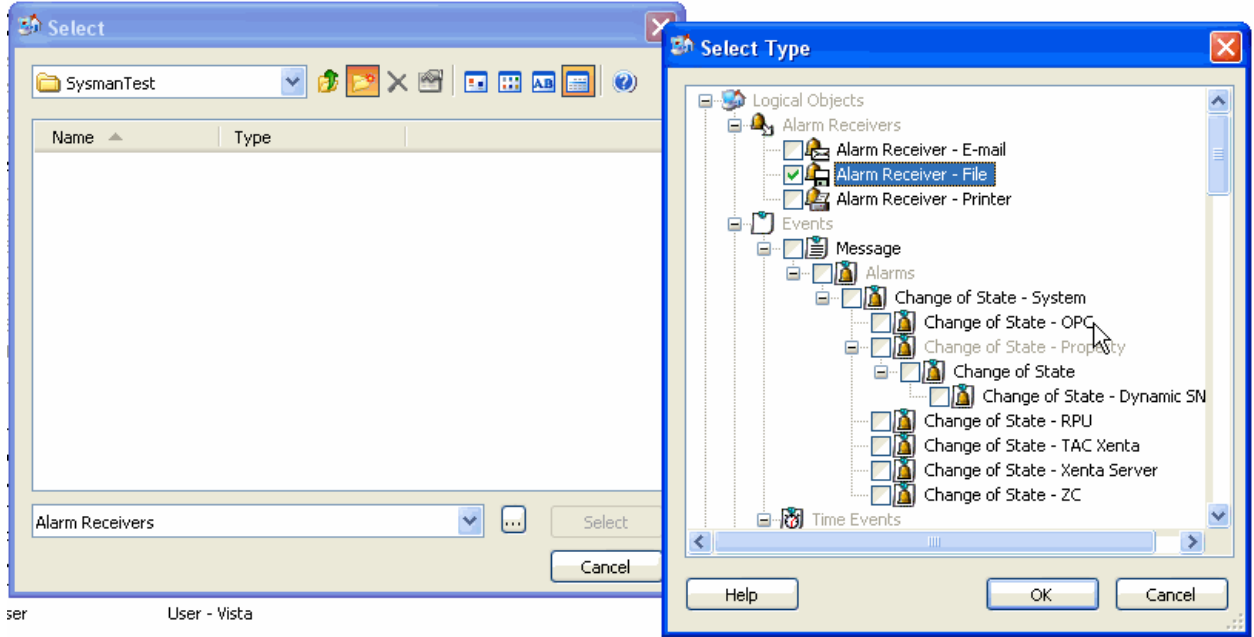 Select
SysmanTest
AB
Name
Type
Alarm Receivers
...
Select
Cancel
ser
User - Vista
Select Type
Logical Objects
Alarm Receivers
Alarm Receiver - E-mail
Alarm Receiver - File
Alarm Receiver - Printer
Events
Message
Alarms
Change of State - System
Change of State - OPC
Change of State - Property
Change of State
Change of State - Dynamic SN
Change of State - RPU
Change of State - TAC Xenta
Change of State - Xenta Server
Change of State - ZC
Time Events
Help
OK
Cancel